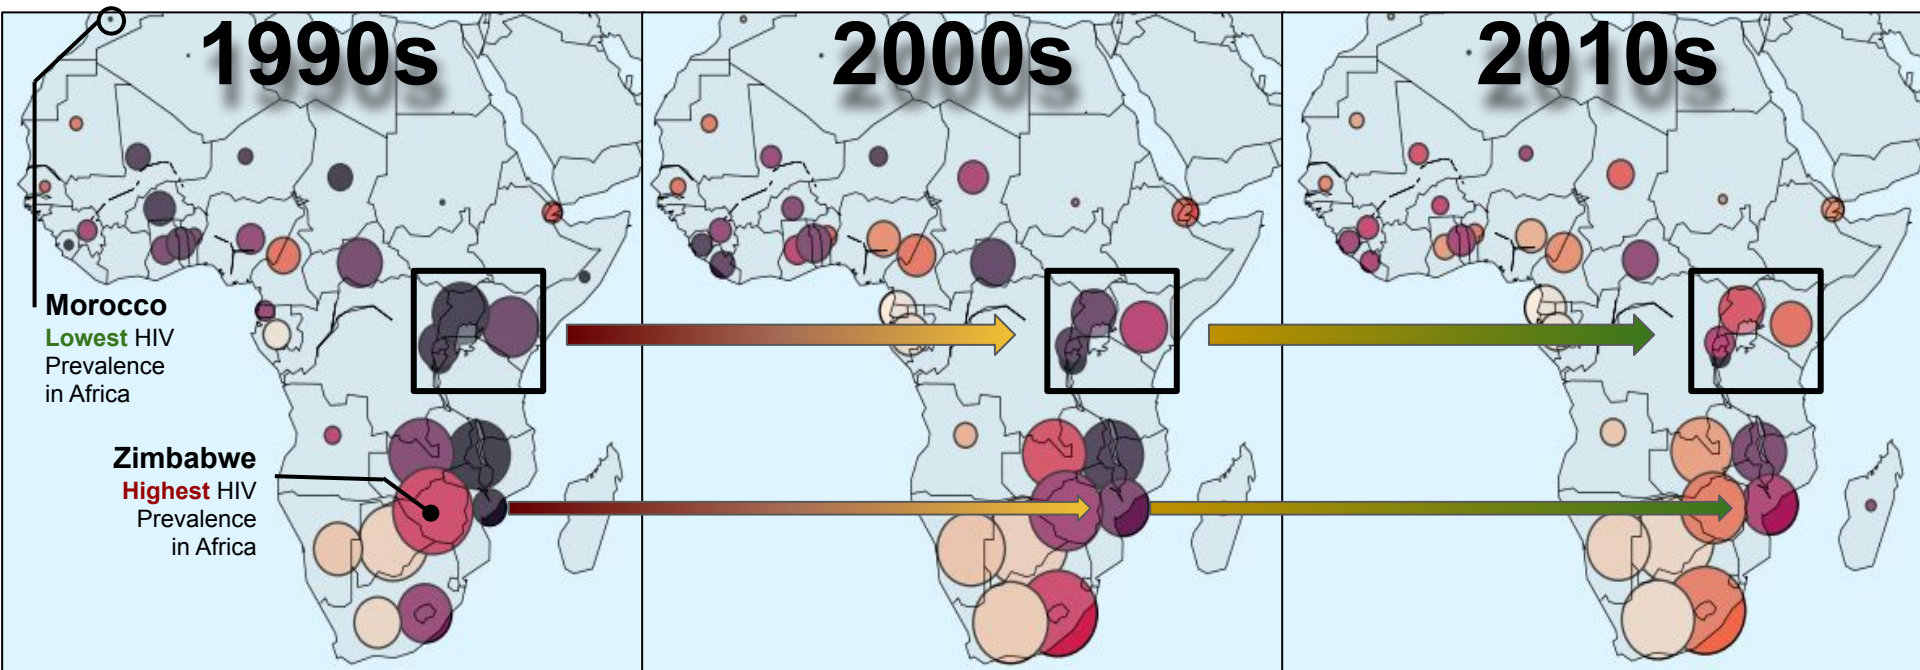 1990s
2000s
2010s
Morocco
Lowest HIV
Prevalence
in Africa
Zimbabwe
Highest HIV
Prevalence
in Africa